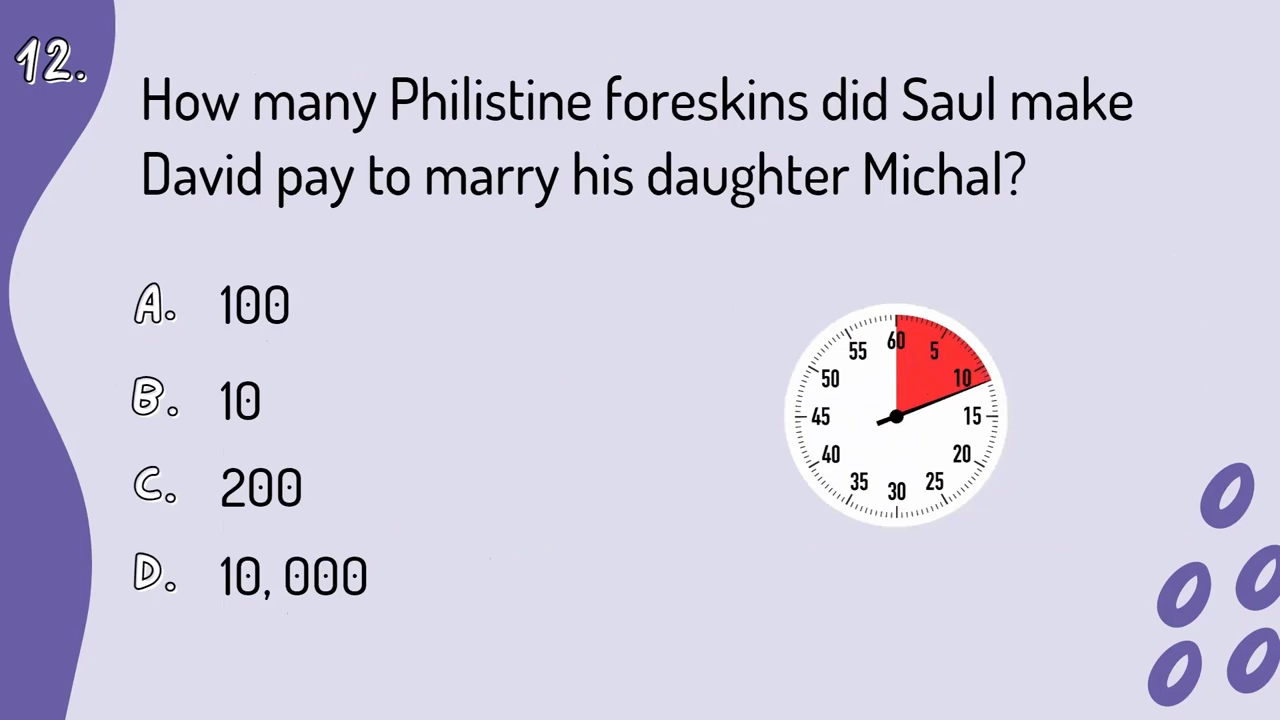 12.
How many Philistine foreskins did Saul make
David pay to marry his daughter Michal?
A. 100
B. 10
C. 200
D. 10, 000
60
55 5
50 10
45 15
40 20
35 25
30